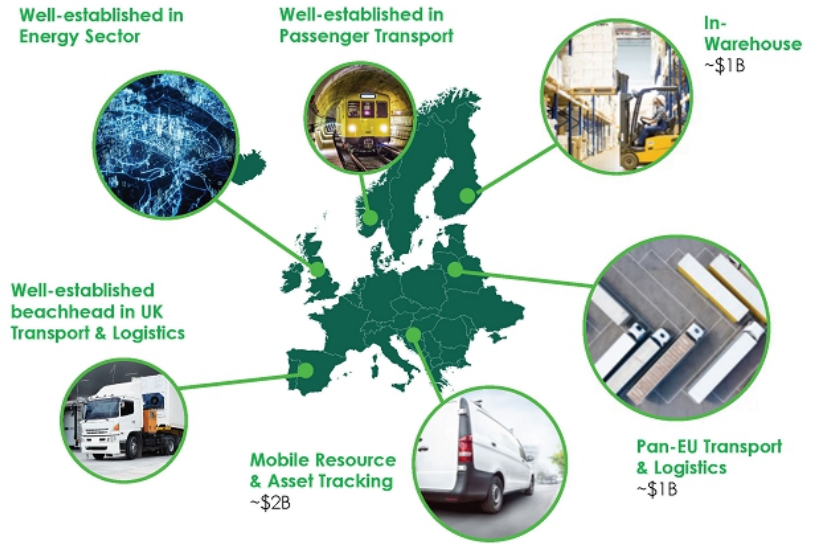 Well-established in
Energy Sector
Well-established in
Passenger Transport
In-
Warehouse
~$1B
Well-established
beachhead in UK
Transport & Logistics
Mobile Resource
& Asset Tracking
~$2B
Pan-EU Transport
& Logistics
~$1B